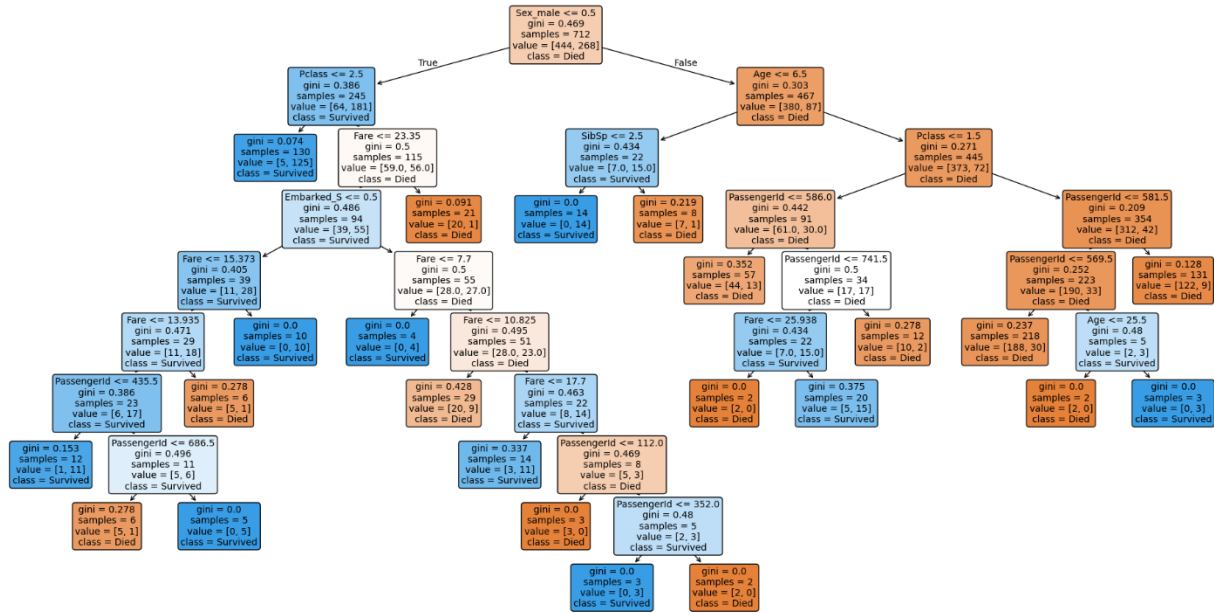 Sex_male <= 0.5
gini = 0.469
samples = 712
value = [444, 268]
class = Died
True
False
Pclass <= 2.5
gini = 0.386
samples = 245
value = [64, 181]
class = Survived
Age <= 6.5
gini = 0.303
samples = 467
value = [380, 87]
class = Died
gini = 0.074
samples = 130
value = [5, 125]
class = Survived
Fare <= 23.35
gini = 0.5
samples = 115
value = [59.0, 56.0]
class = Died
SibSp <= 2.5
gini = 0.434
samples = 22
value = [7.0, 15.0]
class = Survived
Pclass <= 1.5
gini = 0.271
samples = 445
value = [373, 72]
class = Died
Embarked_S <= 0.5
gini = 0.486
samples = 94
value = [39, 55]
class = Survived
gini = 0.091
samples = 21
value = [20, 1]
class = Died
gini = 0.0
samples = 14
value = [0, 14]
class = Survived
gini = 0.219
samples = 8
value = [7, 1]
class = Died
PassengerId <= 586.0
gini = 0.442
samples = 91
value = [61.0, 30.0]
class = Died
PassengerId <= 581.5
gini = 0.209
samples = 354
value = [312, 42]
class = Died
Fare <= 15.373
gini = 0.405
samples = 39
value = [11, 28]
class = Survived
Fare <= 7.7
gini = 0.5
samples = 55
value = [28.0, 27.0]
class = Died
gini = 0.352
samples = 57
value = [44, 13]
class = Died
PassengerId <= 741.5
gini = 0.5
samples = 34
value = [17, 17]
class = Died
PassengerId <= 569.5
gini = 0.252
samples = 223
value = [190, 33]
class = Died
gini = 0.128
samples = 131
value = [122, 9]
class = Died
Fare <= 13.935
gini = 0.471
samples = 29
value = [11, 18]
class = Survived
gini = 0.0
samples = 10
value = [0, 10]
class = Survived
gini = 0.0
samples = 4
value = [0, 4]
class = Survived
Fare <= 10.825
gini = 0.495
samples = 51
value = [28.0, 23.0]
class = Died
Fare <= 25.938
gini = 0.434
samples = 22
value = [7.0, 15.0]
class = Survived
gini = 0.278
samples = 12
value = [10, 2]
class = Died
gini = 0.237
samples = 218
value = [188, 30]
class = Died
Age <= 25.5
gini = 0.48
samples = 5
value = [2, 3]
class = Survived
PassengerId <= 435.5
gini = 0.386
samples = 23
value = [6, 17]
class = Survived
gini = 0.278
samples = 6
value = [5, 1]
class = Died
gini = 0.428
samples = 29
value = [20, 9]
class = Died
Fare <= 17.7
gini = 0.463
samples = 22
value = [8, 14]
class = Survived
gini = 0.0
samples = 2
value = [2, 0]
class = Died
gini = 0.375
samples = 20
value = [5, 15]
class = Survived
gini = 0.0
samples = 2
value = [2, 0]
class = Died
gini = 0.0
samples = 3
value = [0, 3]
class = Survived
gini = 0.153
samples = 12
value = [1, 11]
class = Survived
PassengerId <= 686.5
gini = 0.496
samples = 11
value = [5, 6]
class = Survived
gini = 0.337
samples = 14
value = [3, 11]
class = Survived
PassengerId <= 112.0
gini = 0.469
samples = 8
value = [5, 3]
class = Died
gini = 0.278
samples = 6
value = [5, 1]
class = Died
gini = 0.0
samples = 5
value = [0, 5]
class = Survived
gini = 0.0
samples = 3
value = [3, 0]
class = Died
PassengerId <= 352.0
gini = 0.48
samples = 5
value = [2, 3]
class = Survived
gini = 0.0
samples = 3
value = [0, 3]
class = Survived
gini = 0.0
samples = 2
value = [2, 0]
class = Died